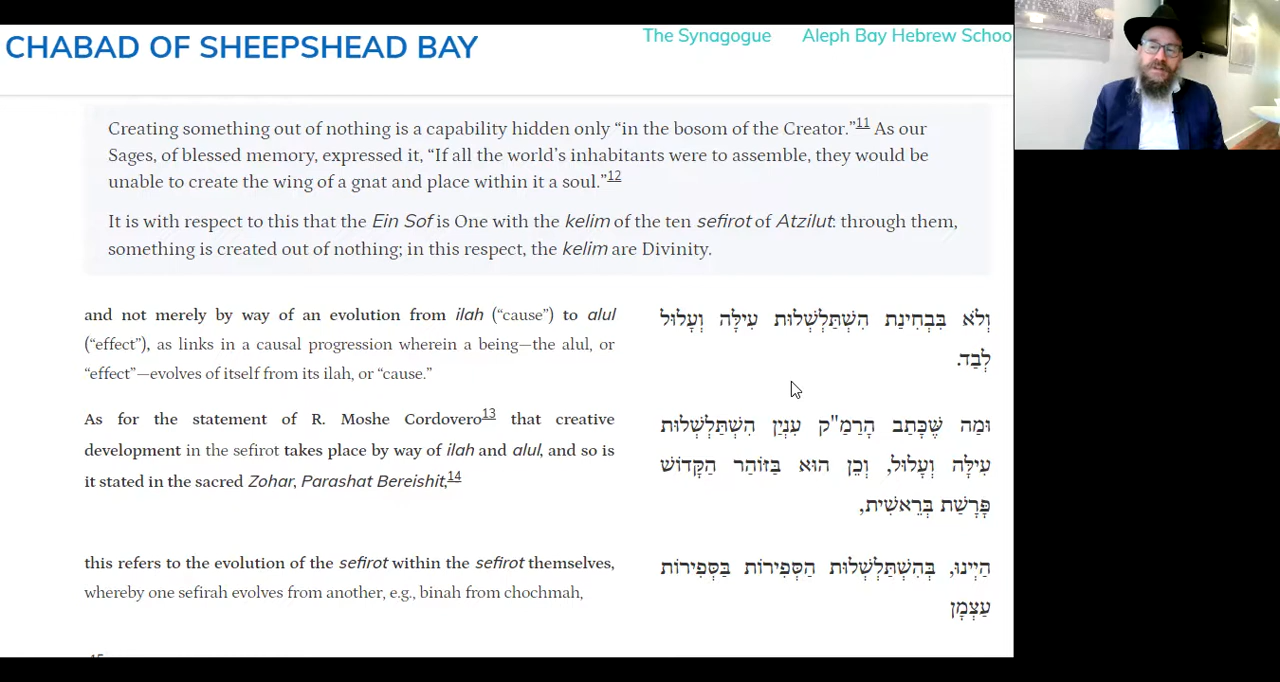 CHABAD OF SHEEPSHEAD BAY
The Synagogue Aleph Bay Hebrew Schoo
Creating something out of nothing is a capability hidden only “in the bosom of the Creator.”11 As our
Sages, of blessed memory, expressed it, “If all the world’s inhabitants were to assemble, they would be
unable to create the wing of a gnat and place within it a soul.”12
It is with respect to this that the Ein Sof is One with the kelim of the ten sefirot of Atzilut: through them,
something is created out of nothing; in this respect, the kelim are Divinity.
and not merely by way of an evolution from ilah (“cause”) to alul
(“effect”), as links in a causal progression wherein a being—the alul, or
“effect”—evolves of itself from its ilah, or “cause.”
וְלֹא בִּבְחִינַת הִשְׁתַּלְשְׁלוּת עִילָּה וְעָלוּל
לְבַד.
As for the statement of R. Moshe Cordovero13 that creative
development in the sefirot takes place by way of ilah and alul, and so is
it stated in the sacred Zohar, Parashat Bereishit,14
וּמַה שֶּׁכָּתַב הָרַמַ"ק עִנְיַן הִשְׁתַּלְשְׁלוּת
עִילָּה וְעָלוּל, וְכֵן הוּא בַּזּוֹהַר הַקָּדוֹשׁ
פָּרָשַׁת בְּרֵאשִׁית,
this refers to the evolution of the sefirot within the sefirot themselves,
whereby one sefirah evolves from another, e.g., binah from chochmah,
הַיְינוּ, בְּהִשְׁתַּלְשְׁלוּת הַסְּפִירוֹת בַּסְּפִירוֹת
עַצְמָן